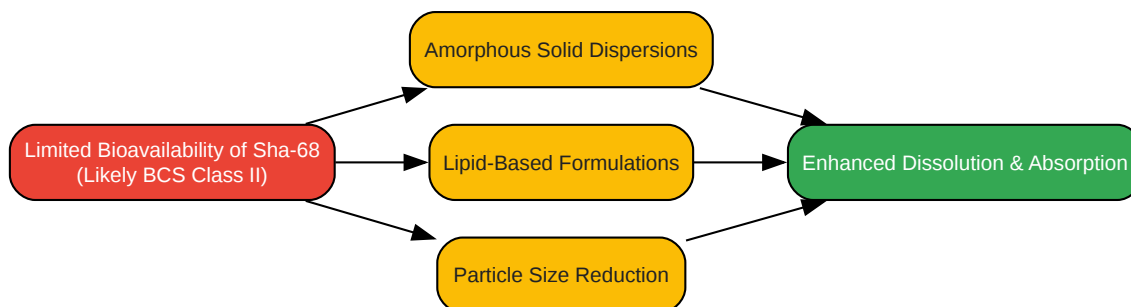 Amorphous Solid Dispersions
Limited Bioavailability of Sha-68
(Likely BCS Class II)
Lipid-Based Formulations
Enhanced Dissolution & Absorption
Particle Size Reduction